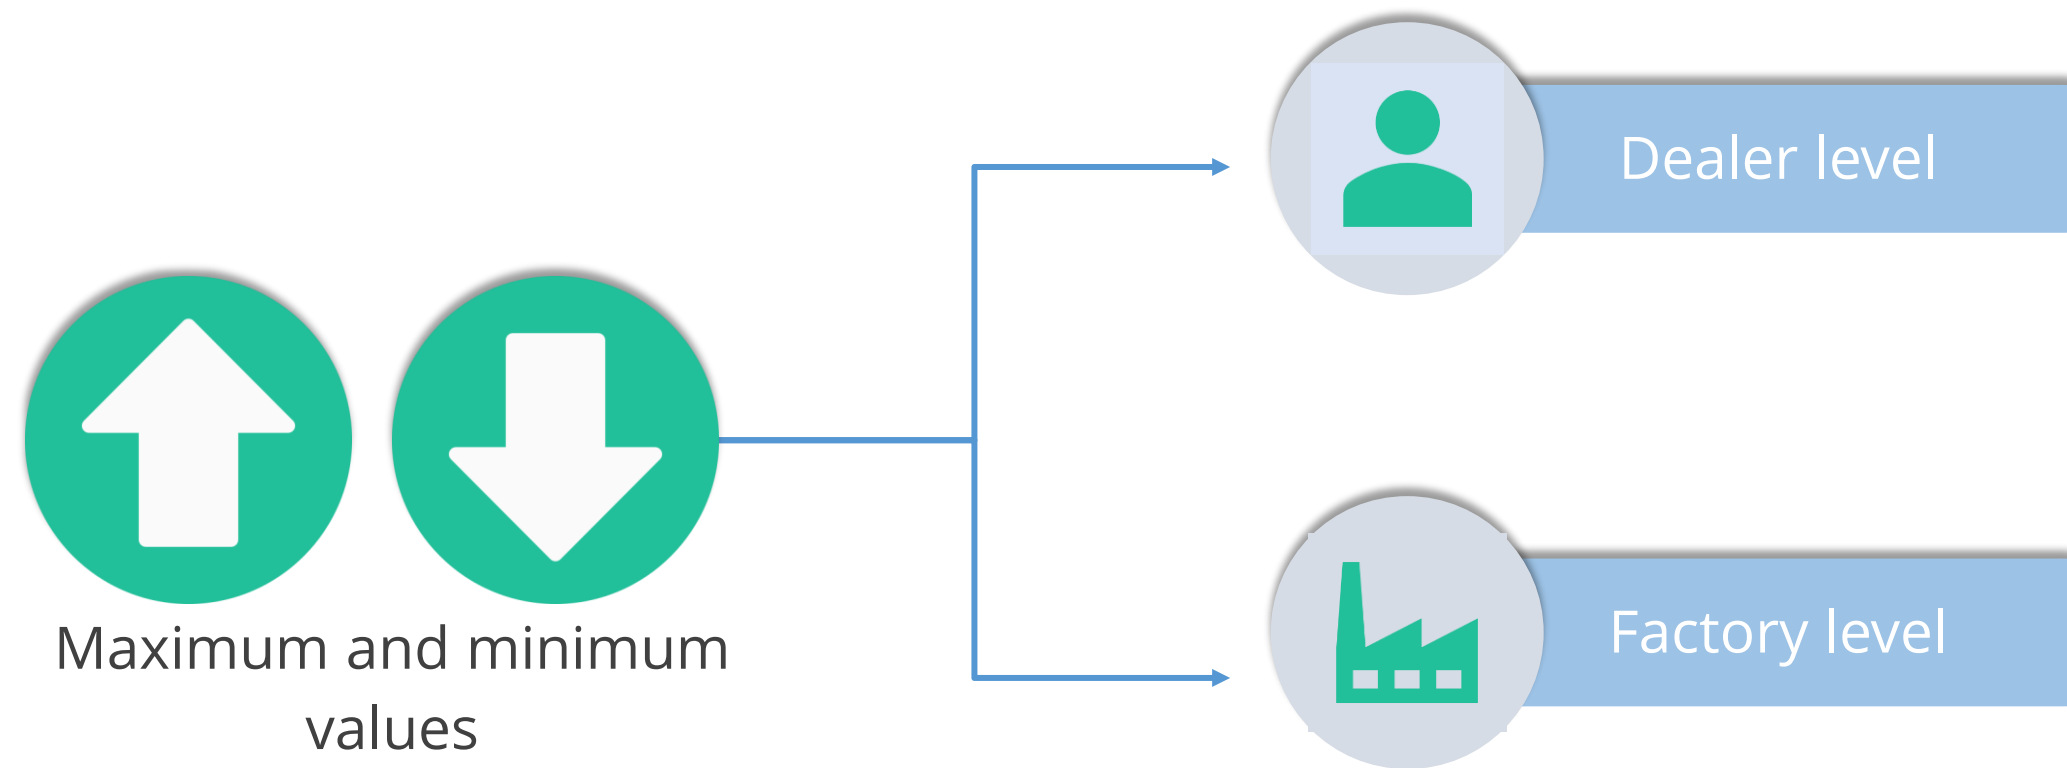 Dealer level
Maximum and minimum
values
Factory level